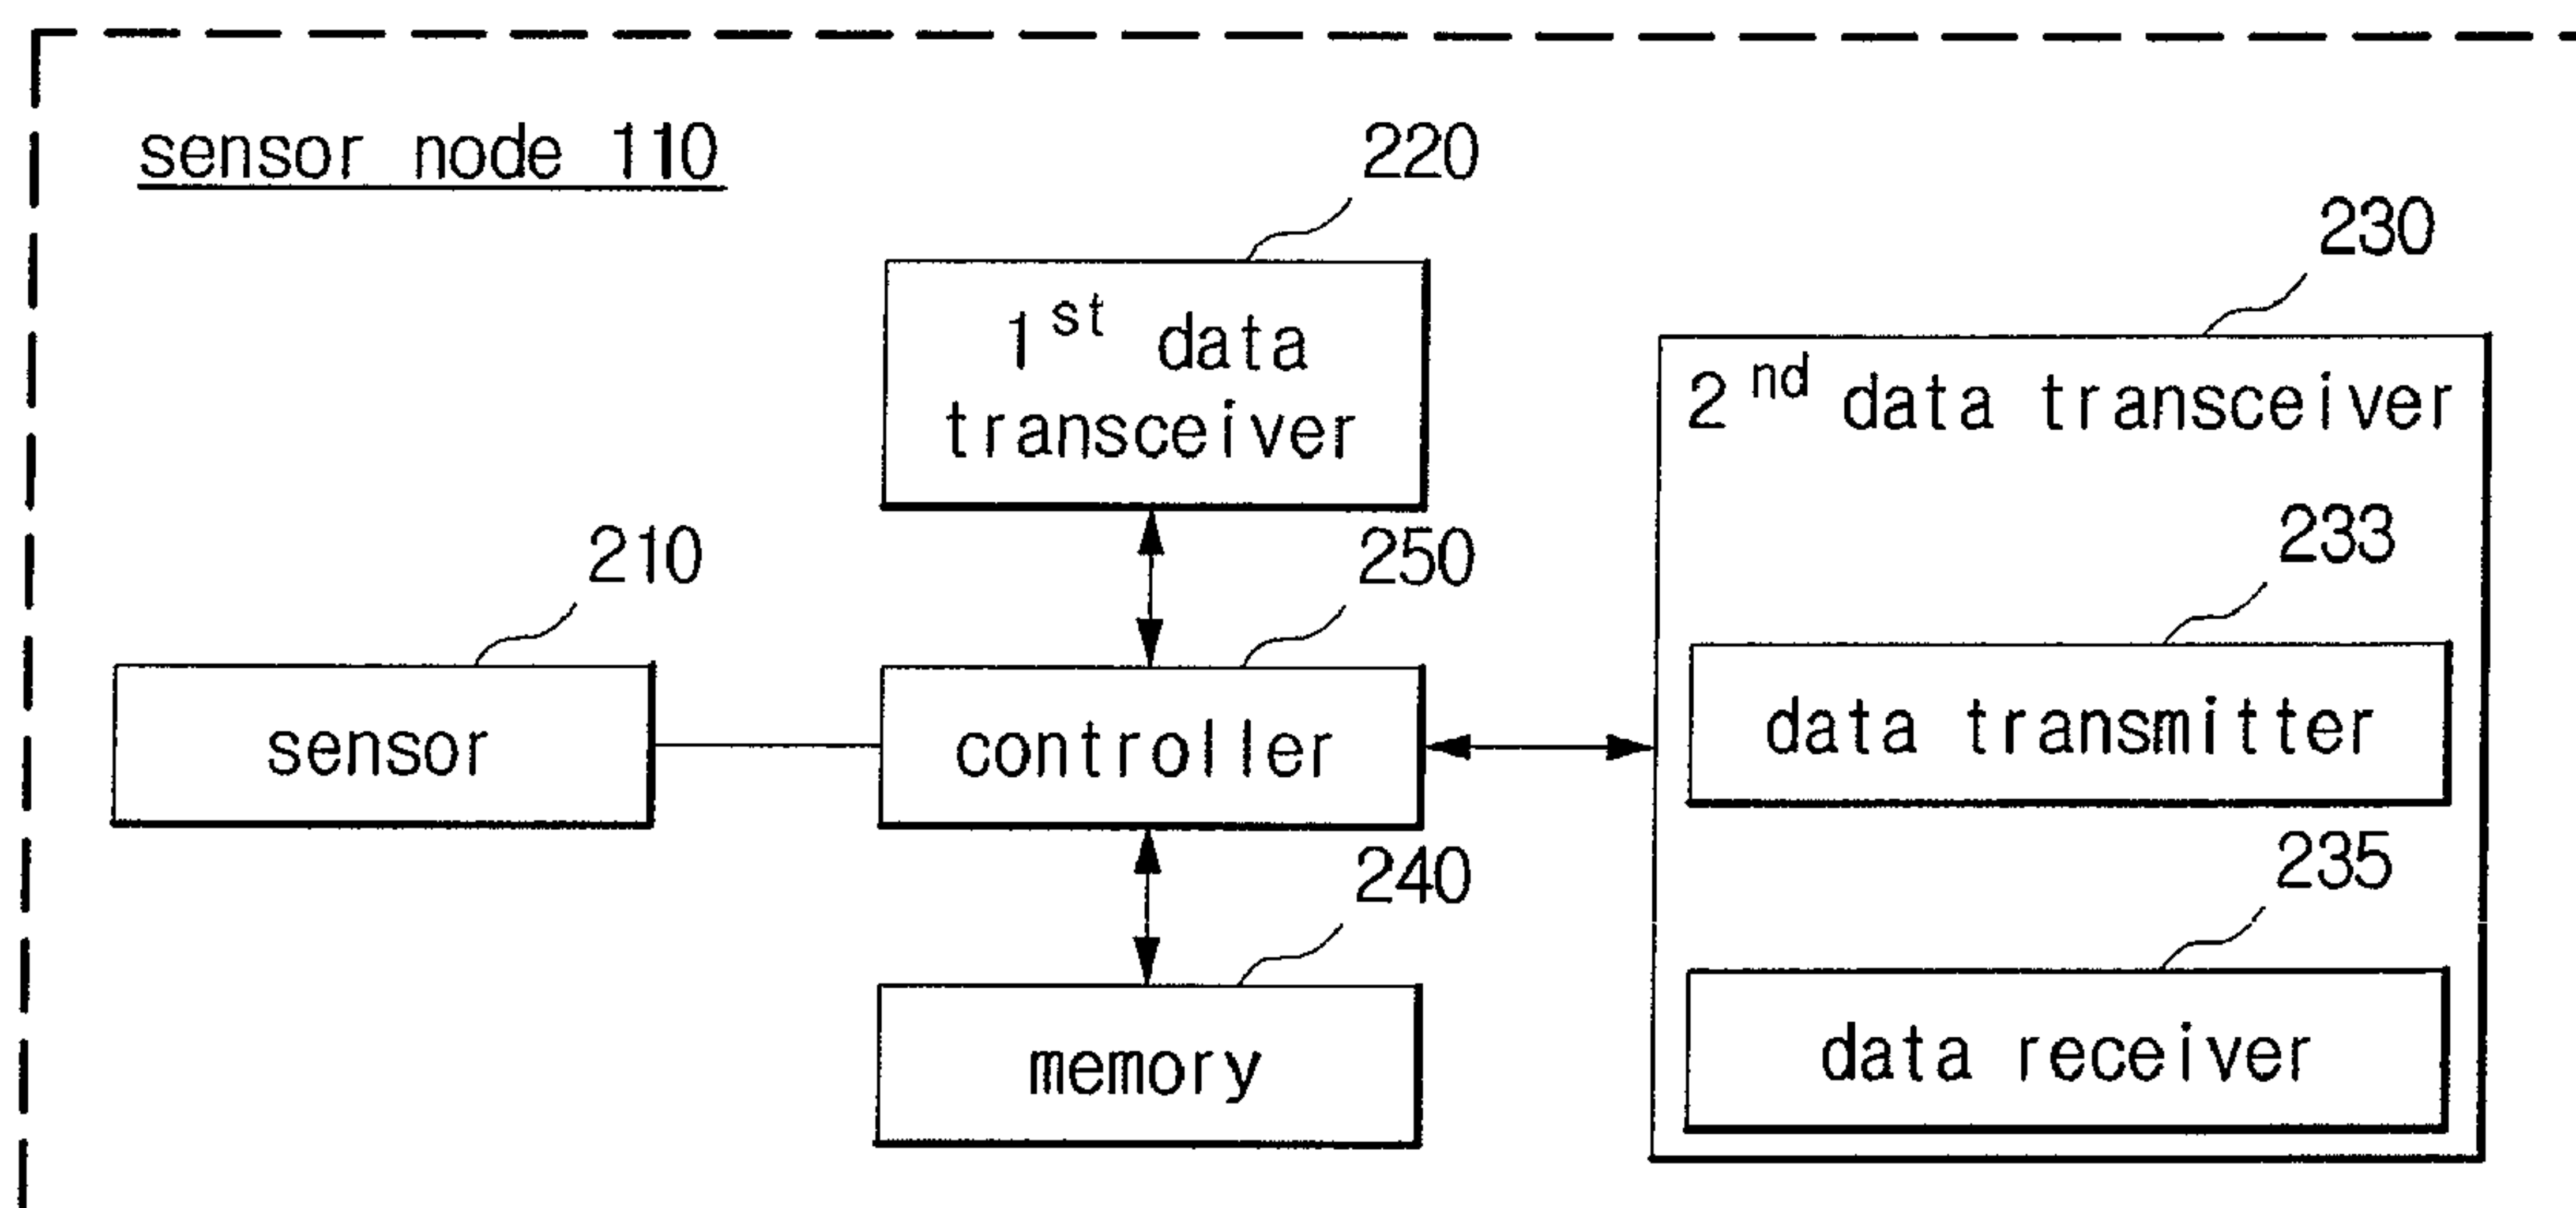 sensor node 110
220
1st data
transceiver
230
2nd data transceiver
210
250
233
sensor
controller
data transmitter
240
235
memory
data receiver